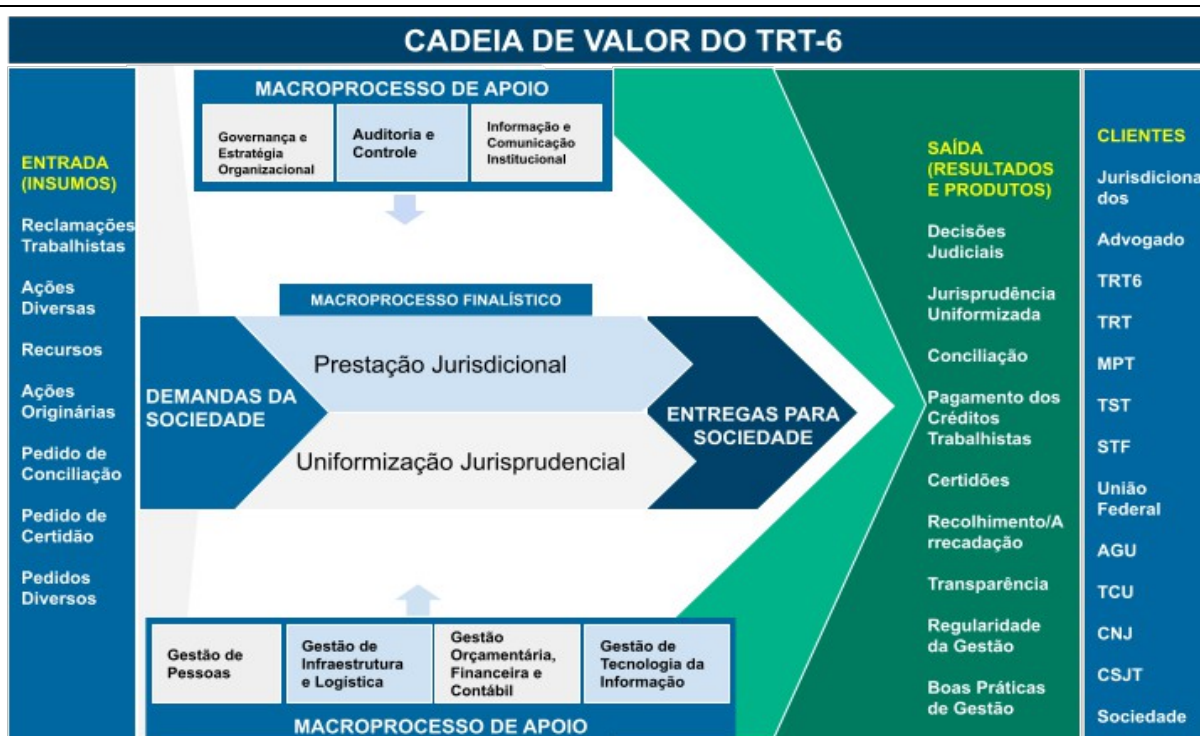 CADEIA DE VALOR DO TRT-6
ENTRADA
(INSUMOS)
Reclamações
Trabalhistas
Ações
Diversas
Recursos
Ações
Originárias
Pedido de
Conciliação
Pedido de
Certidão
Pedidos
Diversos
MACROPROCESSO DE APOIO
Governança e
Estratégia
Organizacional
Auditoria e
Controle
Informação e
Comunicação
Institucional
MACROPROCESSO FINALÍSTICO
DEMANDAS DA
SOCIEDADE
Prestação Jurisdicional
Uniformização Jurisprudencial
ENTREGAS PARA
SOCIEDADE
Gestão de
Pessoas
Gestão de
Infraestrutura
e Logística
Gestão
Orçamentária,
Financeira e
Contábil
Gestão de
Tecnologia da
Informação
MACROPROCESSO DE APOIO
SAÍDA
(RESULTADOS
E PRODUTOS)
Decisões
Judiciais
Jurisprudência
Uniformizada
Conciliação
Pagamento dos
Créditos
Trabalhistas
Certidões
Recolhimento/A
rrecadação
Transparência
Regularidade
da Gestão
Boas Práticas
de Gestão
CLIENTES
Jurisdiciona
dos
Advogado
TRT6
TRT
MPT
TST
STF
União
Federal
AGU
TCU
CNJ
CSJT
Sociedade